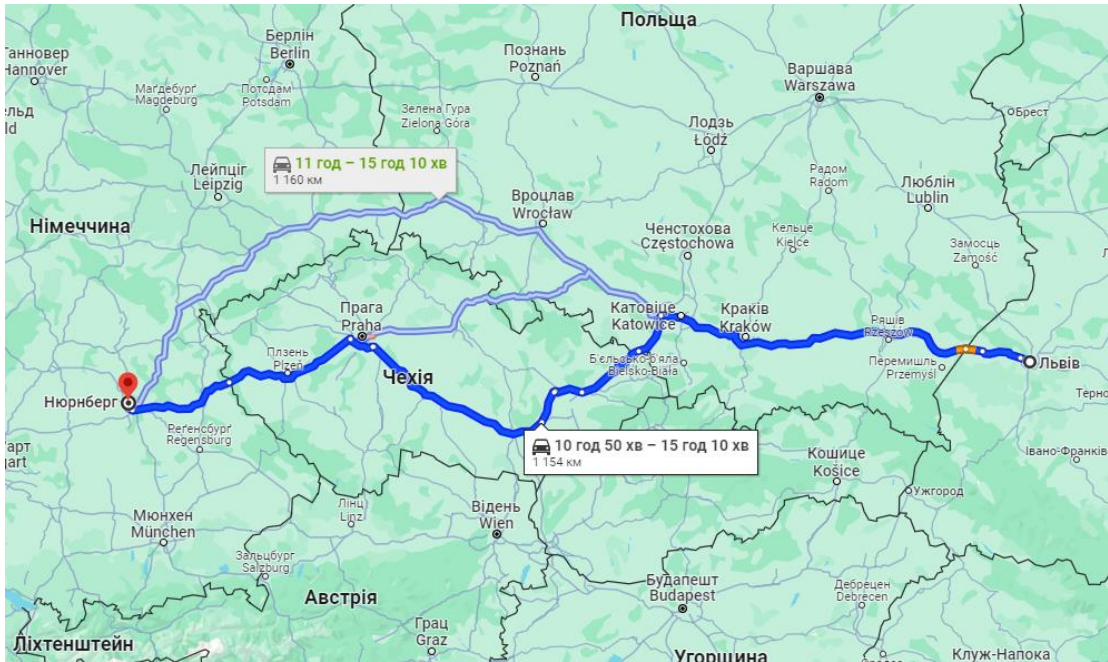 Польща
Берлін
Berlin
Ганновер
Hannover
Познань
Poznań
Варшава
Warszawa
Потсдам
Potsdam
Магдебург
Magdeburg
Зелена Гура
Zielona Góra
Брест
Лодзь
Łódź
11 год – 15 год 10 хв
1 160 км
Лейпціг
Leipzig
Радом
Radom
Люблін
Lublin
Вроцлав
Wrocław
Німеччина
Ченстохова
Częstochowa
Кельце
Kielce
Замосць
Zamość
Прага
Praha
Катовіце
Katowice
Краків
Kraków
Ряшів
Rzeszów
Плзень
Plzeň
Чехія
Б'єльсько-б'яла
Bielsko-Biała
Перемишль
Przemyśl
Львів
Нюрнберг
Регенсбург
Regensburg
10 год 50 хв – 15 год 10 хв
1 154 км
Кошице
Košice
Івано-Франків
Ужгород
Лінц
Linz
Відень
Wien
Мюнхен
München
Зальцбург
Salzburg
Будапешт
Budapest
Дебрецен
Debrecen
Австрія
Грац
Graz
Ліхтенштейн
Угорщина
Клуж-Напока